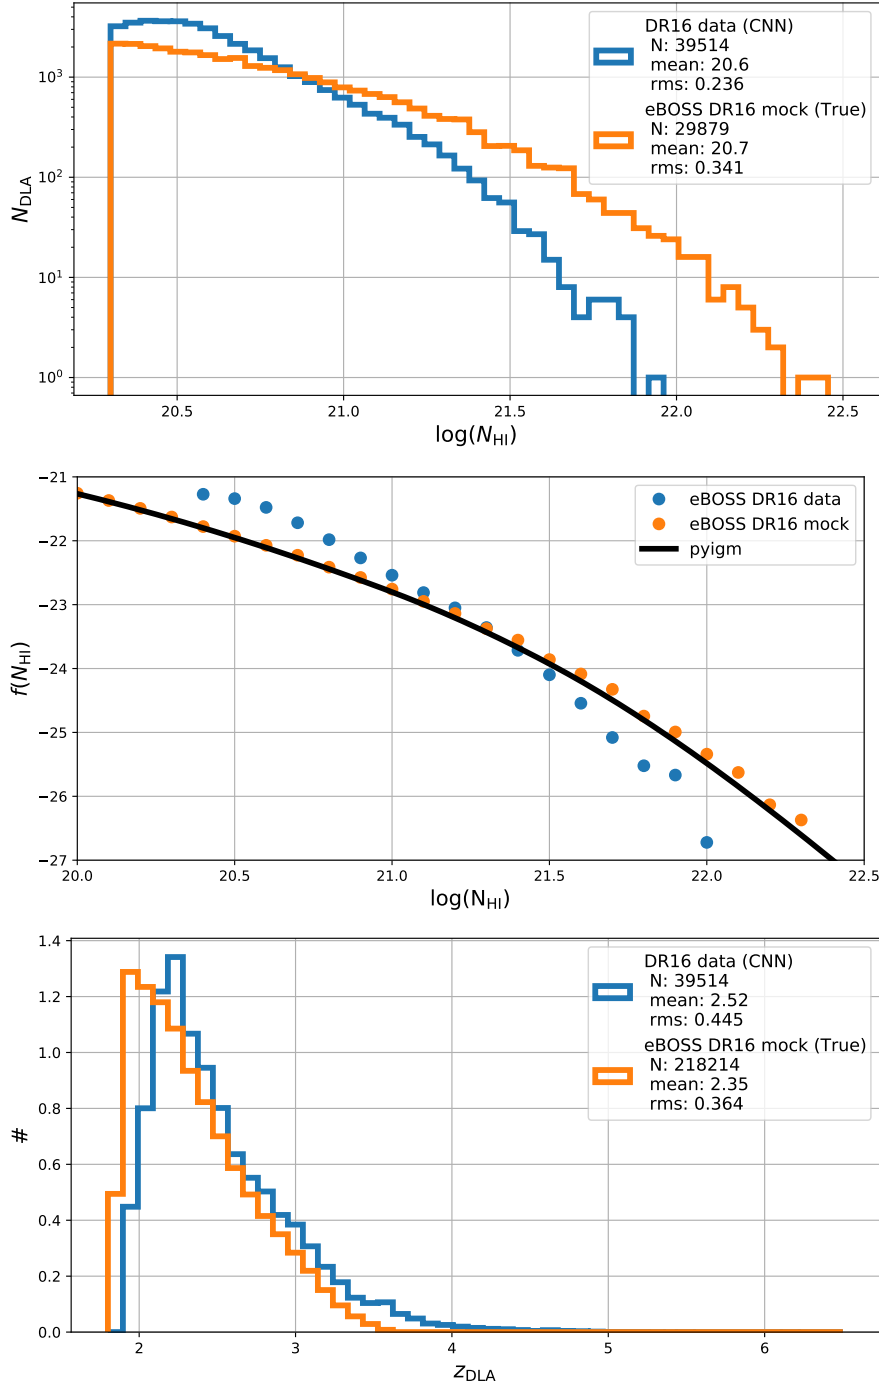 DR16 data (CNN)
N: 39514
mean: 20.6
rms: 0.236
eBOSS DR16 mock (True)
N: 29879
mean: 20.7
rms: 0.341
10³
10²
10¹
10⁰
N_DLA
20.5 21.0 21.5 22.0 22.5
log(N_HI)
eBOSS DR16 data
eBOSS DR16 mock
pyigm
−21
−22
−23
−24
−25
−26
−27
f(N_HI)
20.0 20.5 21.0 21.5 22.0 22.5
log(N_HI)
DR16 data (CNN)
N: 39514
mean: 2.52
rms: 0.445
eBOSS DR16 mock (True)
N: 218214
mean: 2.35
rms: 0.364
1.4
1.2
1.0
0.8
0.6
0.4
0.2
0.0
#
2 3 4 5 6
z_DLA